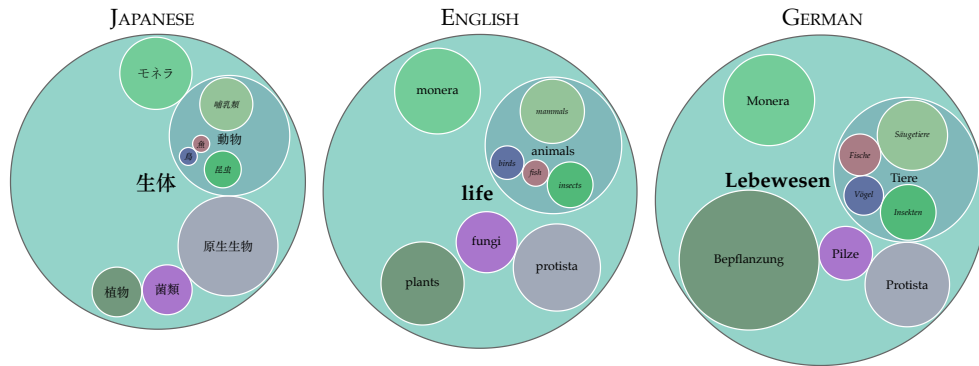 JAPANESE
モネラ
哺乳類
動物
魚
鳥
昆虫
生体
原生生物
植物
菌類
ENGLISH
monera
mammals
animals
birds
fish
insects
life
fungi
plants
protista
GERMAN
Monera
Säugetiere
Fische
Tiere
Vögel
Insekten
Lebewesen
Bepflanzung
Pilze
Protista